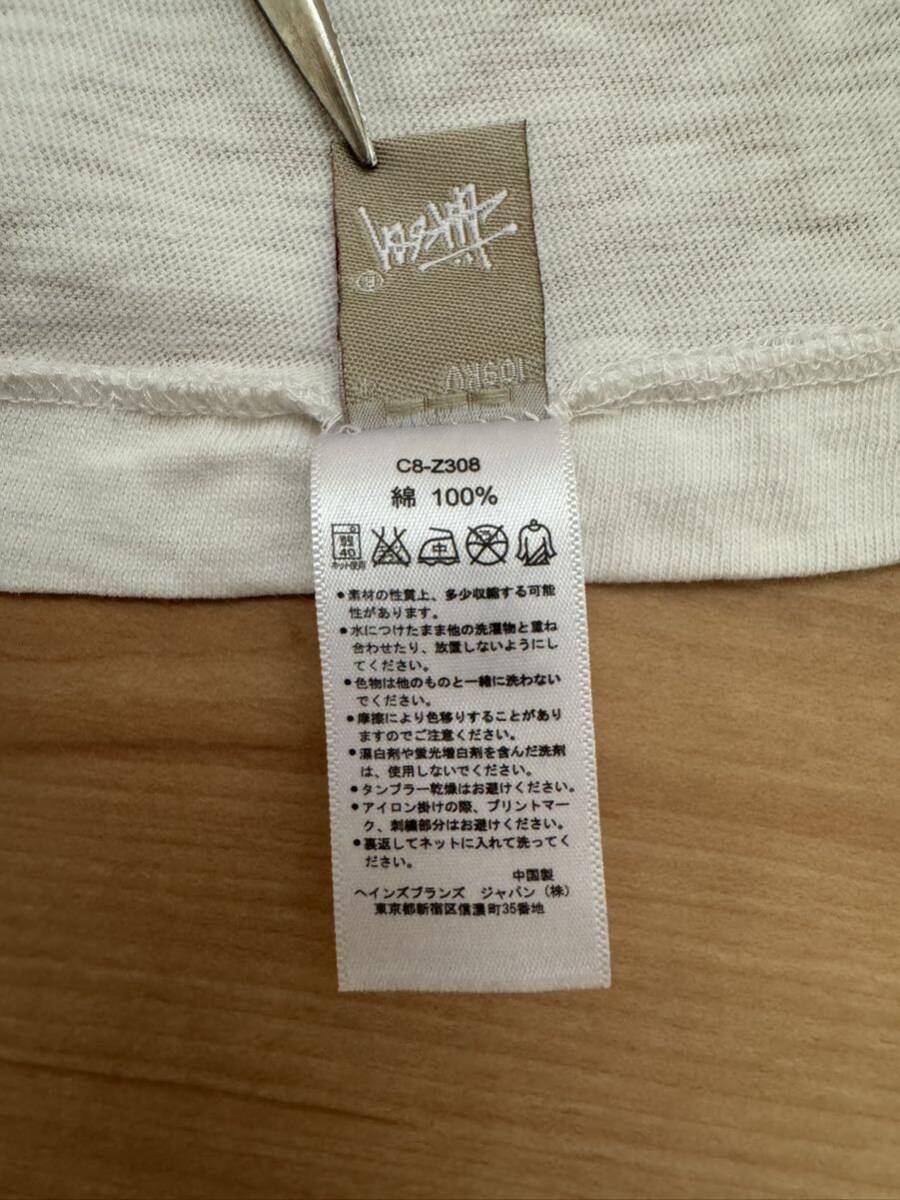 C8-Z308
綿 100%
40
中
ネット使用
●素材の性質上、多少収縮する可能
性があります。
●水につけたまま他の洗濯物と重ね
合わせたり、放置しないようにし
てください。
●色物は他のものと一緒に洗わない
でください。
●摩擦により色移りすることがあり
ますのでご注意ください。
●漂白剤や蛍光増白剤を含んだ洗剤
は、使用しないでください。
●タンブラー乾燥はお避けください。
●アイロン掛けの際、プリントマー
ク、刺繍部分はお避けください。
●裏返してネットに入れて洗ってく
ださい。
中国製
ヘインズブランズ ジャパン（株）
東京都新宿区信濃町35番地